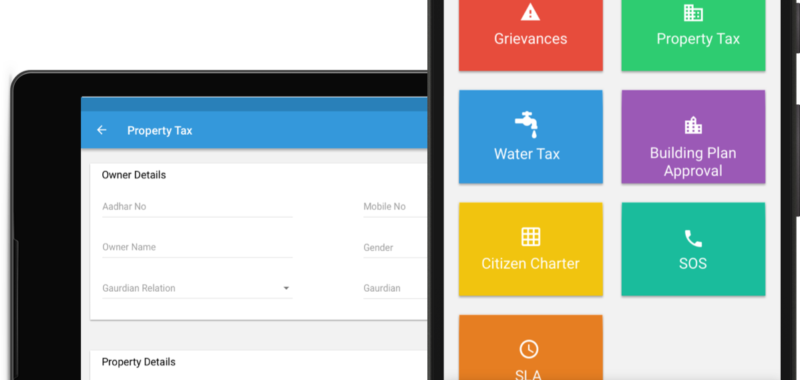 Property Tax
Owner Details
Aadhar No
Mobile No
Owner Name
Gender
Gaurdian Relation
Gaurdian
Property Details
Grievances
Property Tax
Water Tax
Building Plan
Approval
Citizen Charter
SOS
SLA